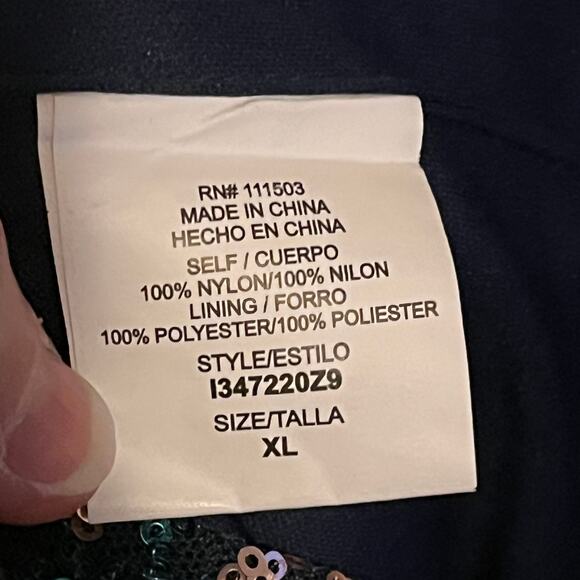 RN# 111503
MADE IN CHINA
HECHO EN CHINA
SELF / CUERPO
100% NYLON/100% NILON
LINING / FORRO
100% POLYESTER/100% POLIESTER
STYLE/ESTILO
I347220Z9
SIZE/TALLA
XL